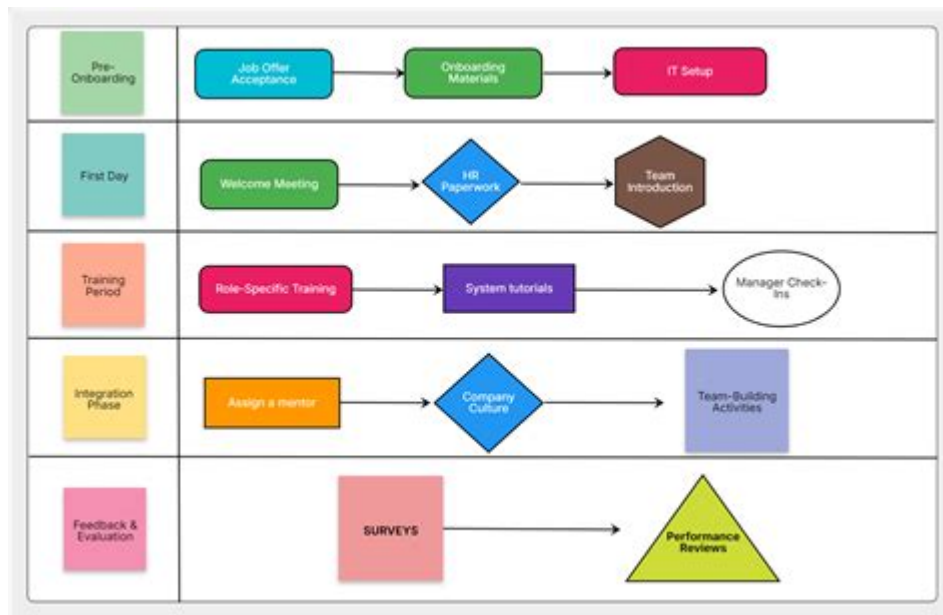 Pre-
Onboarding
Job Offer
Acceptance
Onboarding
Materials
IT Setup
First Day
Welcome Meeting
HR
Paperwork
Team
Introduction
Training
Period
Role-Specific Training
System tutorials
Manager Check-
Ins
Integration
Phase
Assign a mentor
Company
Culture
Team-Building
Activities
Feedback &
Evaluation
SURVEYS
Performance
Reviews